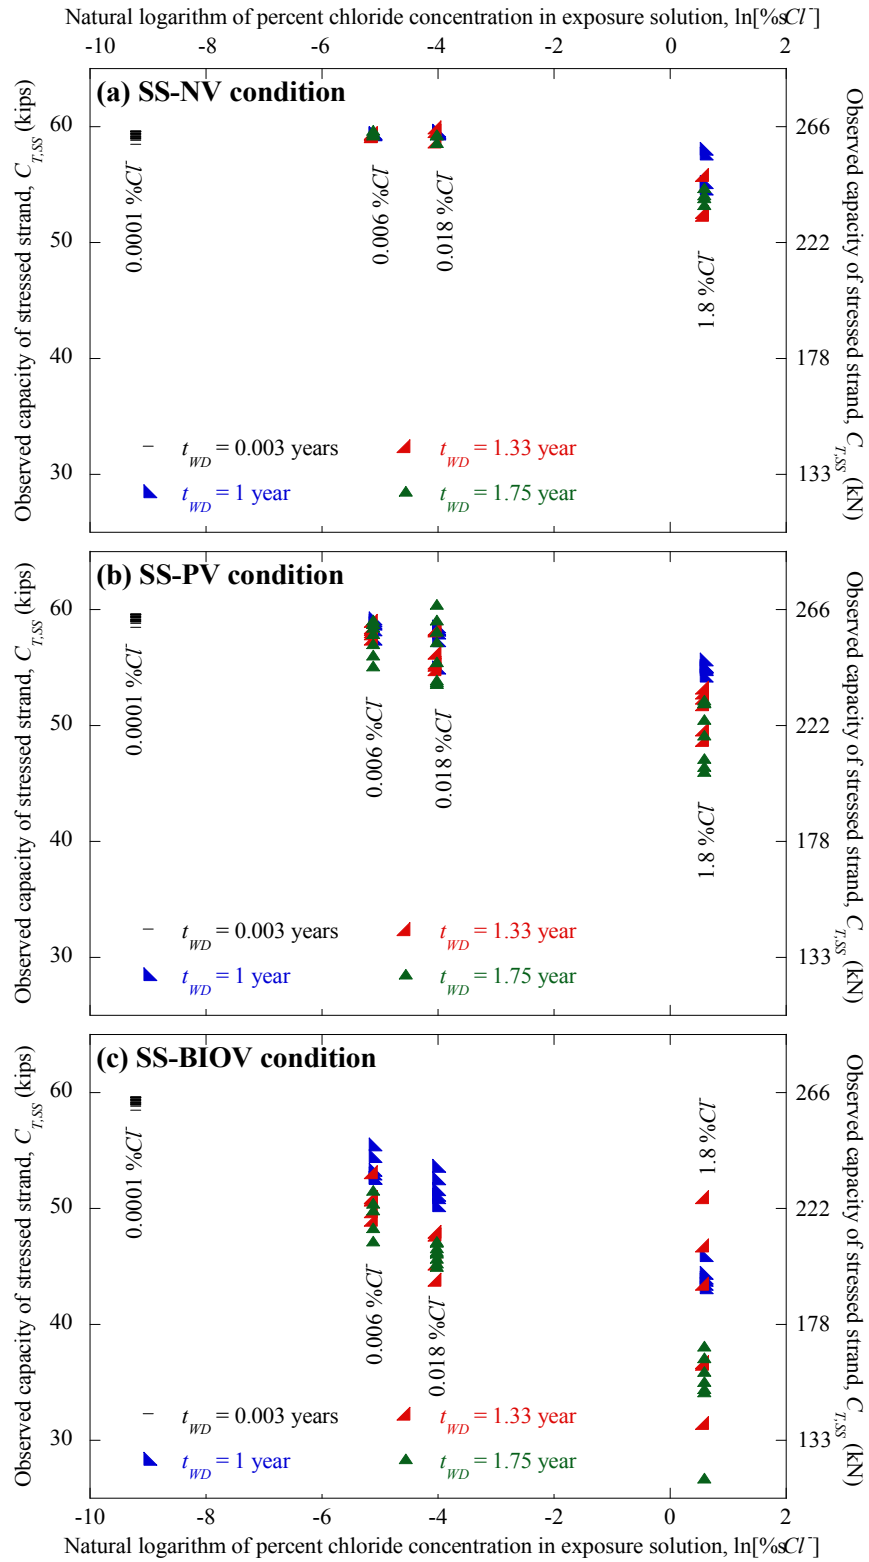 Natural logarithm of percent chloride concentration in exposure solution, ln[%sCl⁻]
-10 -8 -6 -4 -2 0 2
(a) SS-NV condition
Observed capacity of stressed strand, C_T,SS (kips)
60
50
40
30
0.0001 %Cl⁻
0.006 %Cl⁻
0.018 %Cl⁻
1.8 %Cl⁻
266
222
178
133
Observed capacity of stressed strand, C_T,SS (kN)
t_WD = 0.003 years
t_WD = 1.33 year
t_WD = 1 year
t_WD = 1.75 year
(b) SS-PV condition
Observed capacity of stressed strand, C_T,SS (kips)
60
50
40
30
0.0001 %Cl⁻
0.006 %Cl⁻
0.018 %Cl⁻
1.8 %Cl⁻
266
222
178
133
Observed capacity of stressed strand, C_T,SS (kN)
t_WD = 0.003 years
t_WD = 1.33 year
t_WD = 1 year
t_WD = 1.75 year
(c) SS-BIOV condition
Observed capacity of stressed strand, C_T,SS (kips)
60
50
40
30
0.0001 %Cl⁻
0.006 %Cl⁻
0.018 %Cl⁻
1.8 %Cl⁻
266
222
178
133
Observed capacity of stressed strand, C_T,SS (kN)
t_WD = 0.003 years
t_WD = 1.33 year
t_WD = 1 year
t_WD = 1.75 year
-10 -8 -6 -4 -2 0 2
Natural logarithm of percent chloride concentration in exposure solution, ln[%sCl⁻]